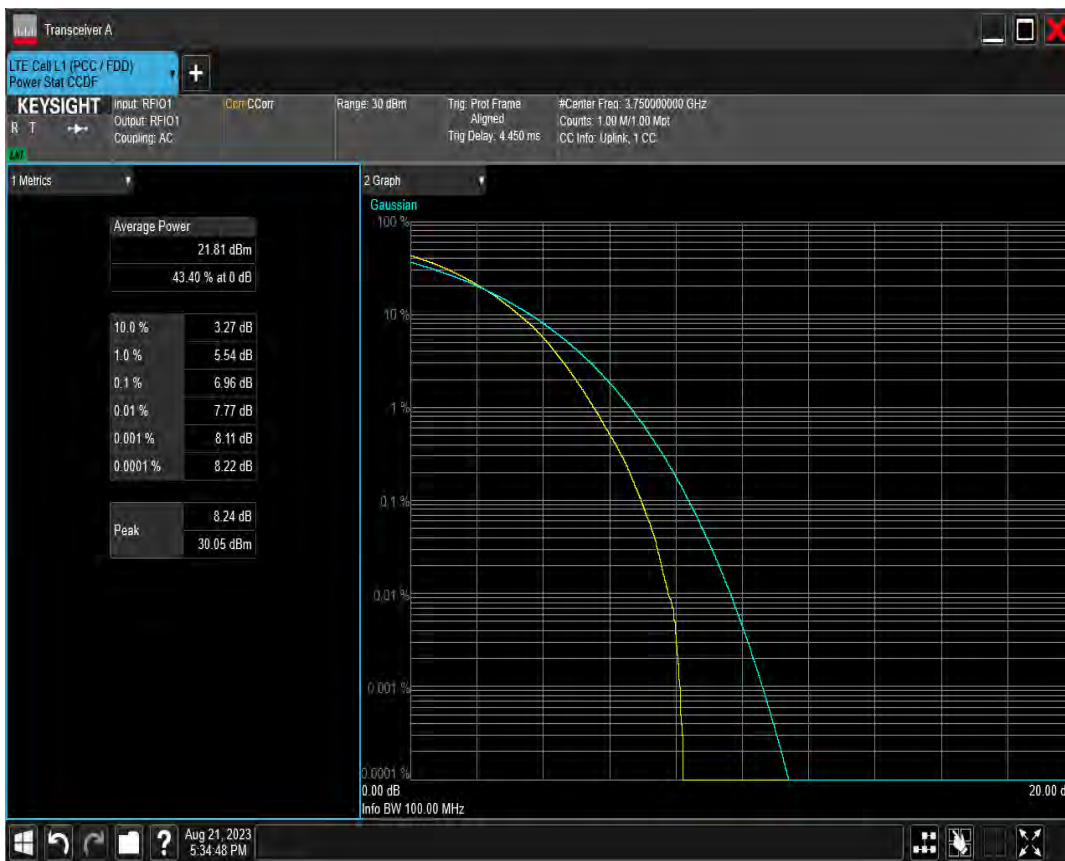 Transceiver A
LTE Cell L1 (PCC / FDD)
Power Stat CCDF
+
KEYSIGHT
R T
Input: RFIO1
Output: RFIO1
Coupling: AC
Corr CCorr
Range: 30 dBm
Trig: Prot Frame
Aligned
Trig Delay: 4.450 ms
#Center Freq: 3.750000000 GHz
Counts: 1.00 M/1.00 Mpt
CC Info: Uplink, 1 CC
1 Metrics
Average Power
21.81 dBm
43.40 % at 0 dB
10.0 % 3.27 dB
1.0 % 5.54 dB
0.1 % 6.96 dB
0.01 % 7.77 dB
0.001 % 8.11 dB
0.0001 % 8.22 dB
Peak
8.24 dB
30.05 dBm
2 Graph
Gaussian
100 %
10 %
1 %
0.1 %
0.01 %
0.001 %
0.0001 %
0.00 dB
20.00 d
Info BW 100.00 MHz
?
Aug 21, 2023
5:34:48 PM